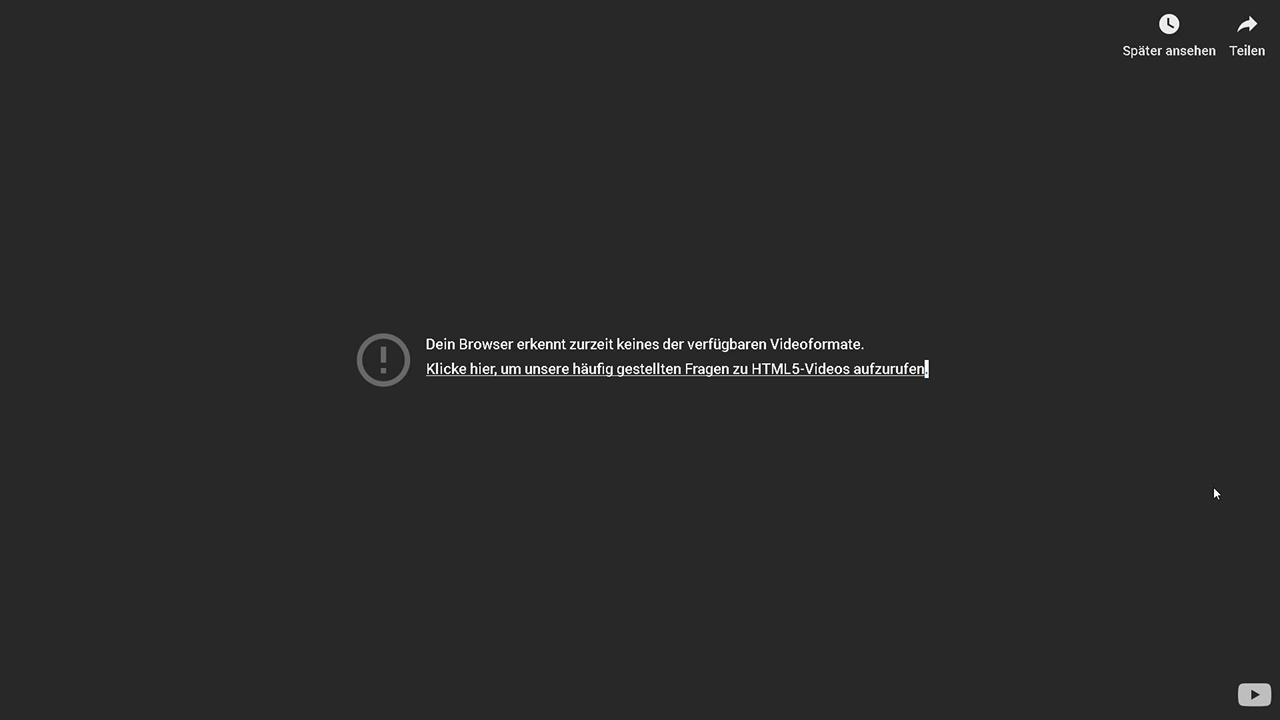 Später ansehen
Teilen
Dein Browser erkennt zurzeit keines der verfügbaren Videoformate.
Klicke hier, um unsere häufig gestellten Fragen zu HTML5-Videos aufzurufen.